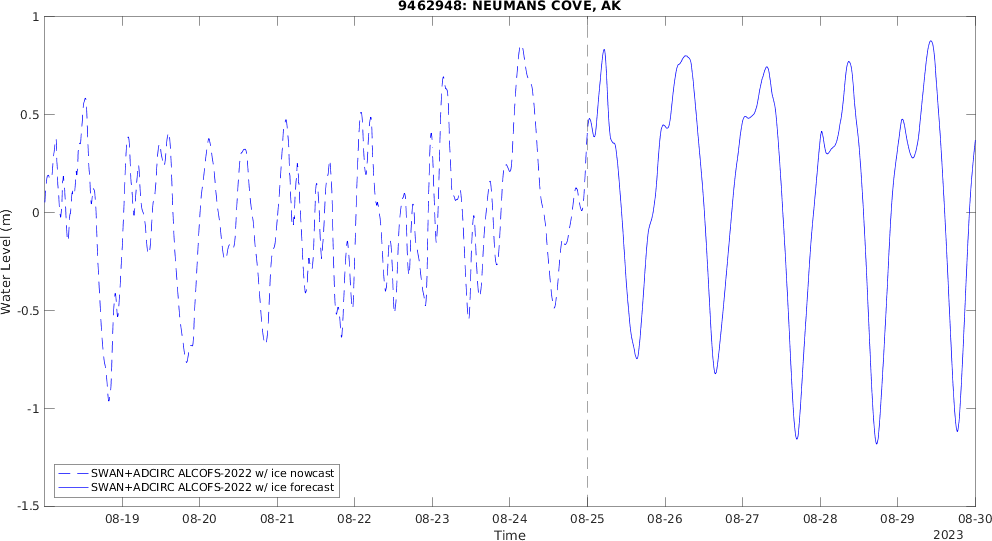 9462948: NEUMANS COVE, AK
1
0.5
0
-0.5
-1
-1.5
Water Level (m)
SWAN+ADCIRC ALCOFS-2022 w/ ice nowcast
SWAN+ADCIRC ALCOFS-2022 w/ ice forecast
08-19 08-20 08-21 08-22 08-23 08-24 08-25 08-26 08-27 08-28 08-29 08-30
Time
2023